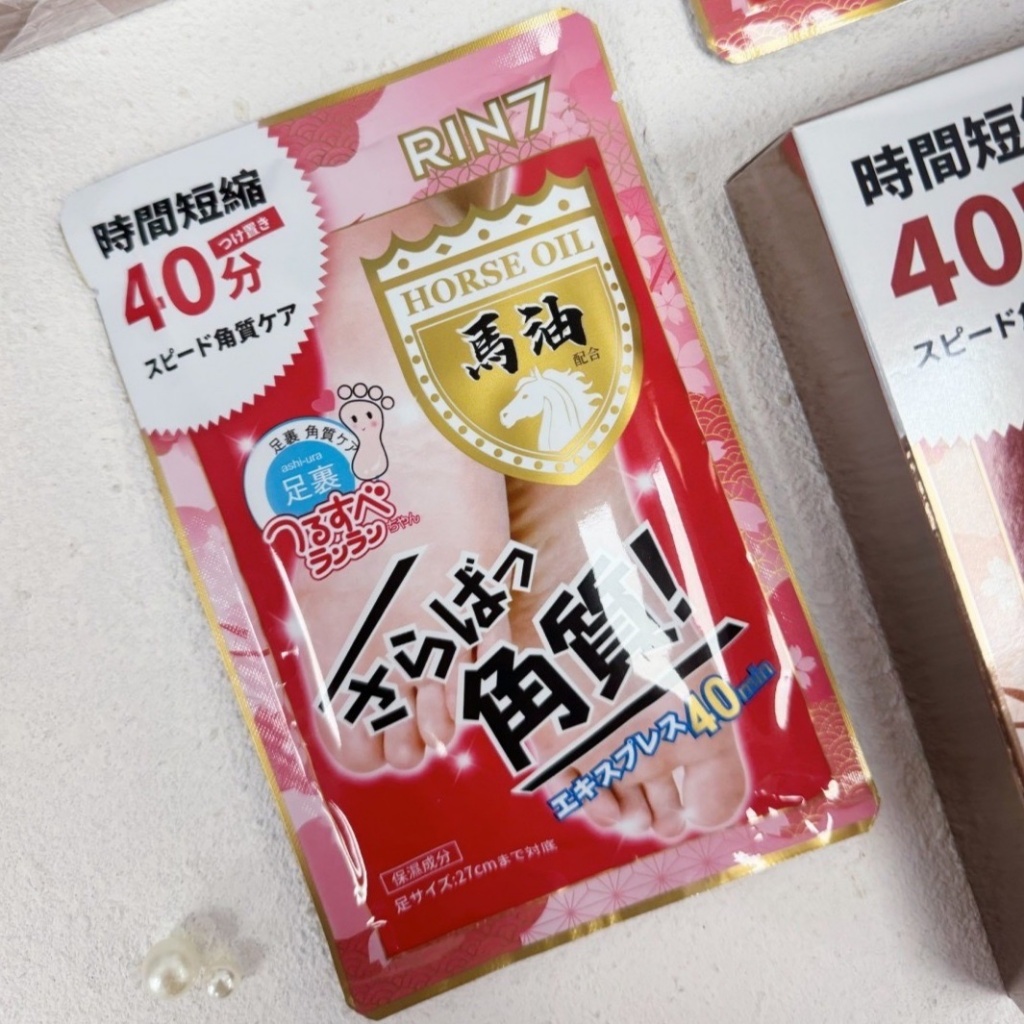 RIN7
時間短縮
つけ置き
40分
スピード角質ケア
HORSE OIL
馬油
配合
足裏 角質ケア
ashi-ura
足裏
つるすべ
ランランちゃん
さらばっ
角質!
エキスプレス40min
保湿成分
足サイズ:27cmまで対底
時間短縮
40
スピード角